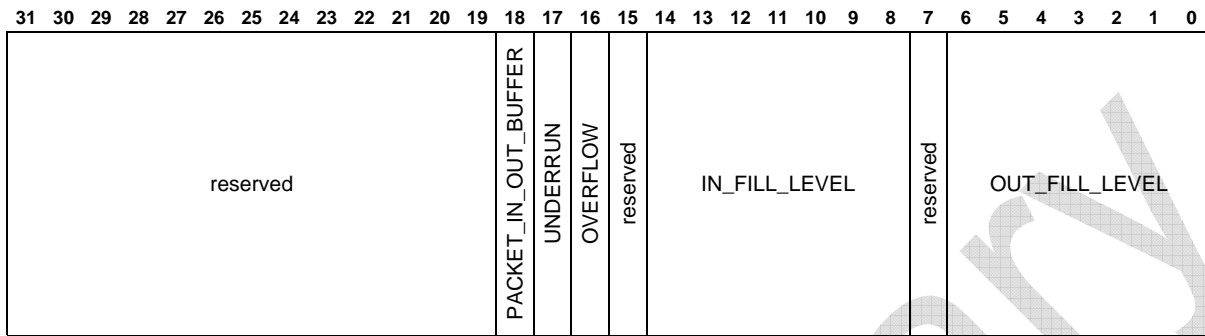 31 30 29 28 27 26 25 24 23 22 21 20 19 18 17 16 15 14 13 12 11 10 9 8 7 6 5 4 3 2 1 0
reserved
PACKET_IN_OUT_BUFFER
UNDERRUN
OVERFLOW
reserved
IN_FILL_LEVEL
reserved
OUT_FILL_LEVEL